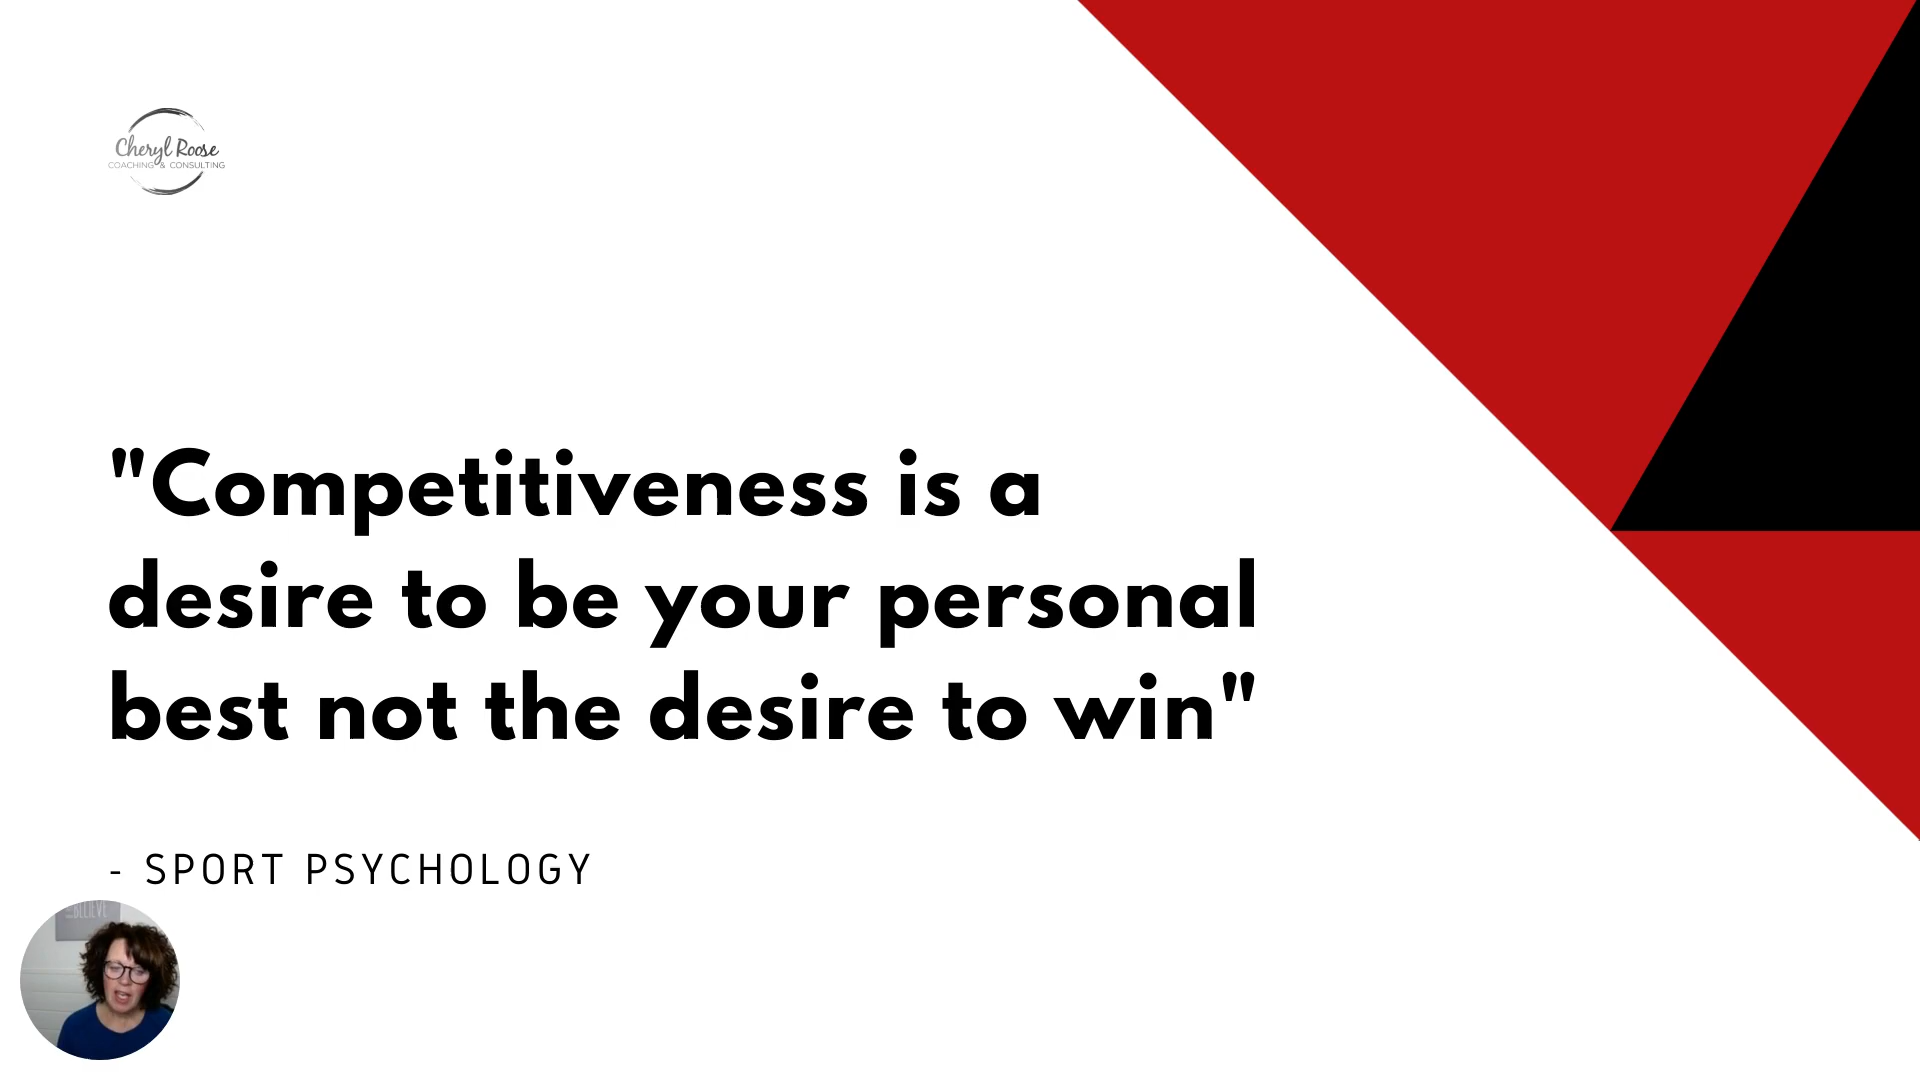 Cheryl Roose
COACHING & CONSULTING
"Competitiveness is a
desire to be your personal
best not the desire to win"
- SPORT PSYCHOLOGY
BELIEVE